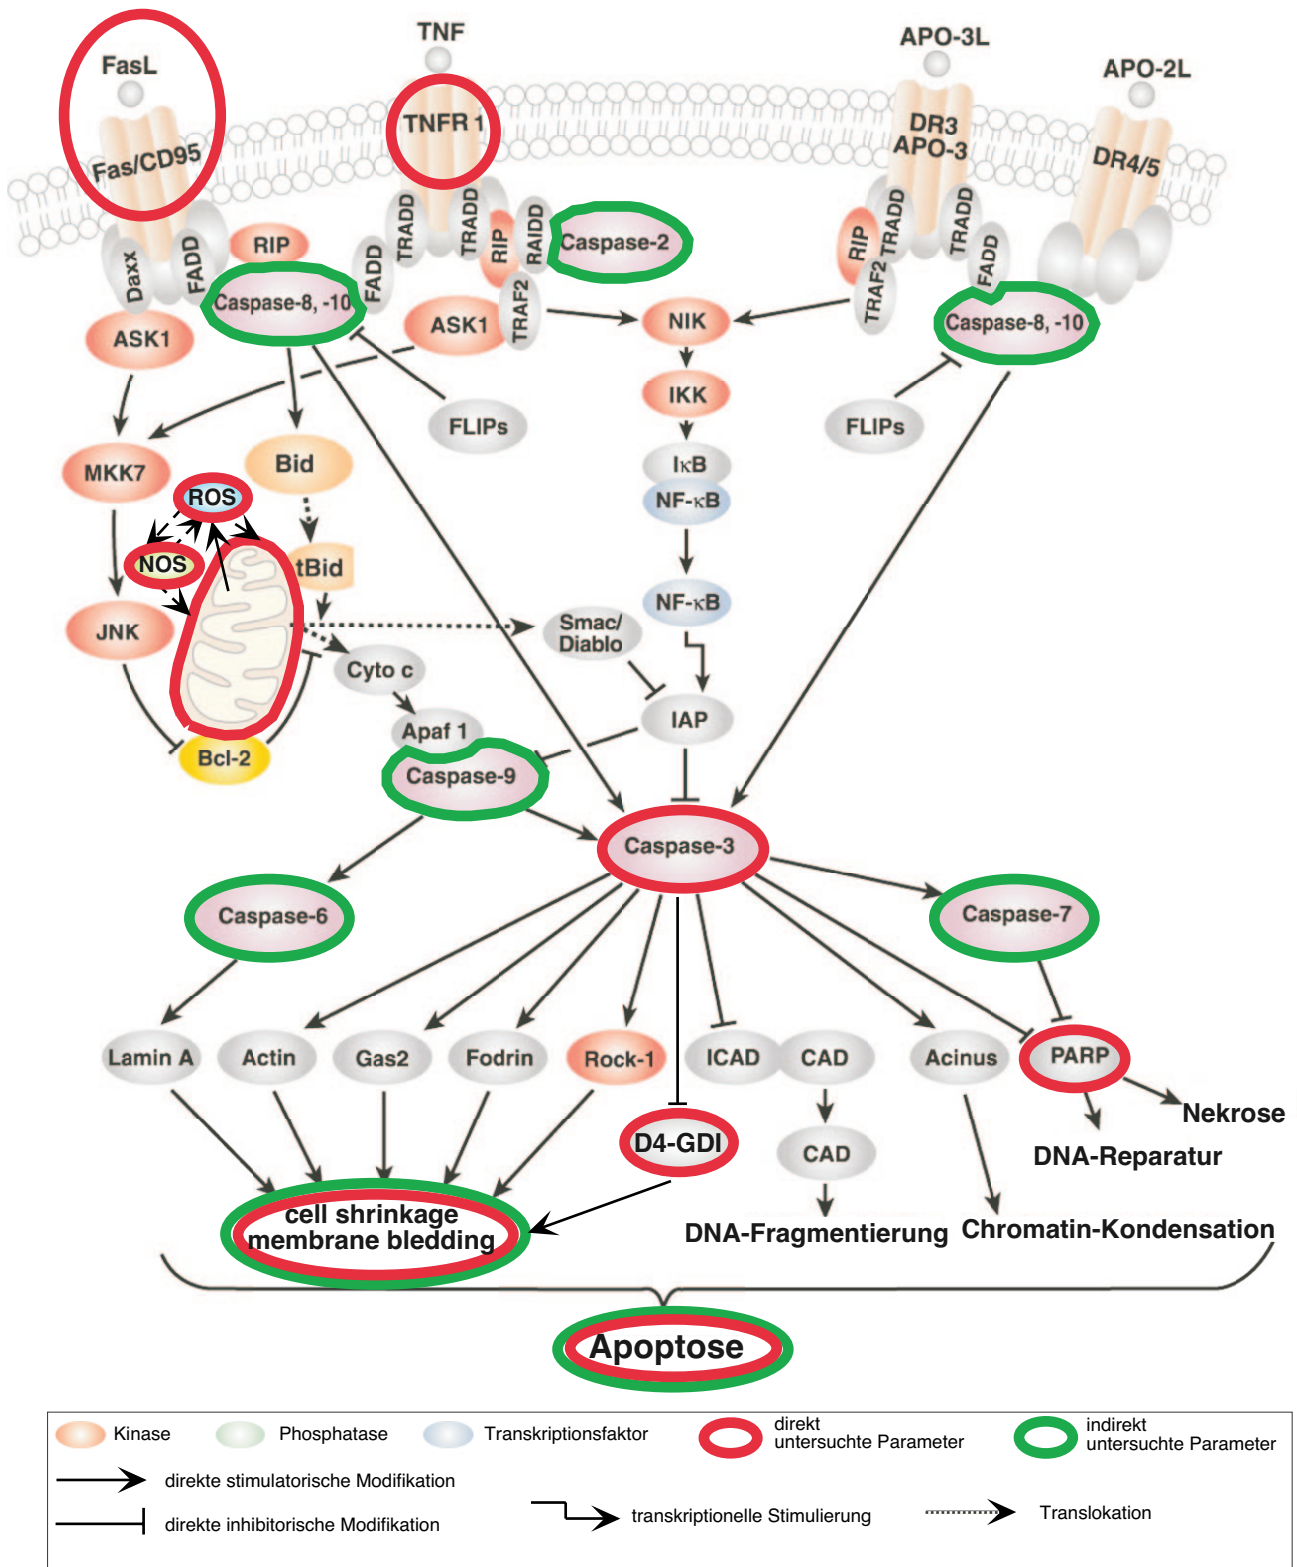 TNF
APO-3L
FasL
APO-2L
TNFR 1
DR3
APO-3
Fas/CD95
DR4/5
TRADD
TRADD
RIP
RAIDD
Caspase-2
RIP
TRADD
TRADD
RIP
Daxx
FADD
FADD
FADD
Caspase-8, -10
TRAF2
TRAF2
ASK1
ASK1
NIK
Caspase-8, -10
IKK
FLIPs
FLIPs
MKK7
Bid
IκB
ROS
NF-κB
NOS
tBid
NF-κB
JNK
Smac/
Diablo
Cyto c
IAP
Apaf 1
Bcl-2
Caspase-9
Caspase-3
Caspase-6
Caspase-7
Lamin A
Actin
Gas2
Fodrin
Rock-1
ICAD
CAD
Acinus
PARP
Nekrose
D4-GDI
CAD
DNA-Reparatur
cell shrinkage
membrane bledding
DNA-Fragmentierung
Chromatin-Kondensation
Apoptose
Kinase
Phosphatase
Transkriptionsfaktor
direkt
untersuchte Parameter
indirekt
untersuchte Parameter
direkte stimulatorische Modifikation
direkte inhibitorische Modifikation
transkriptionelle Stimulierung
Translokation